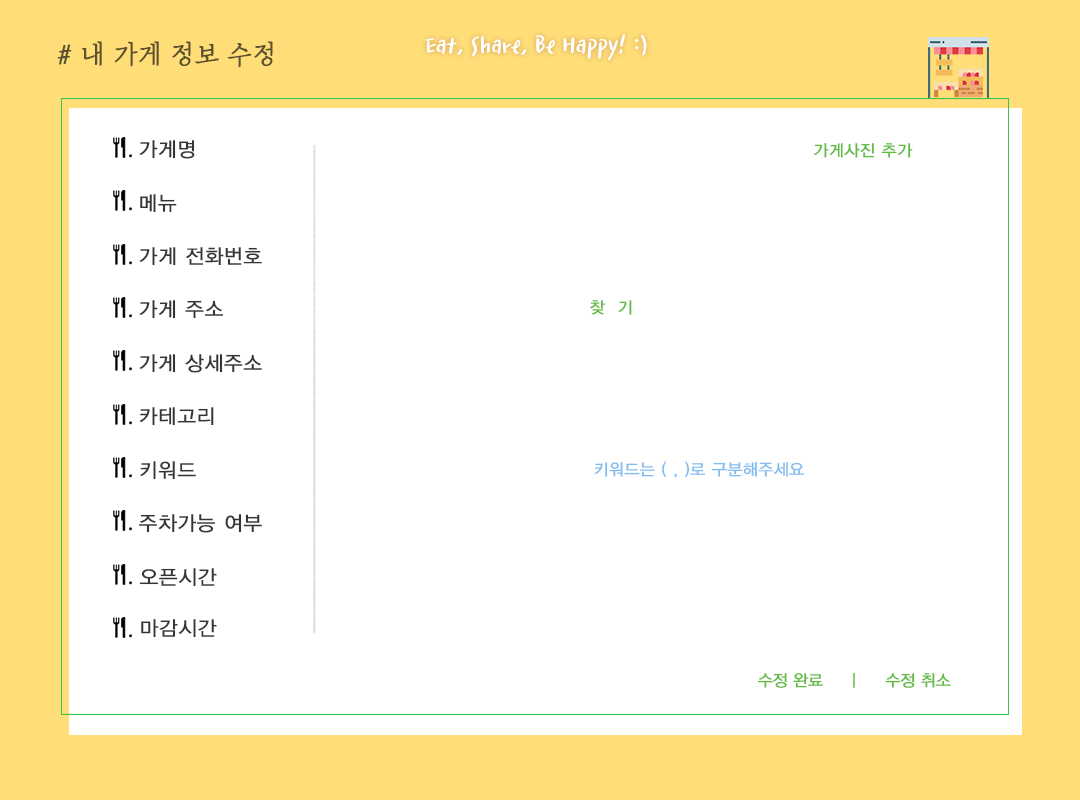 # 내 가게 정보 수정
Eat, Share, Be Happy! :)
. 가게명
가게사진 추가
. 메뉴
. 가게 전화번호
. 가게 주소
찾 기
. 가게 상세주소
. 카테고리
. 키워드
키워드는 ( , )로 구분해주세요
. 주차가능 여부
. 오픈시간
. 마감시간
수정 완료 | 수정 취소